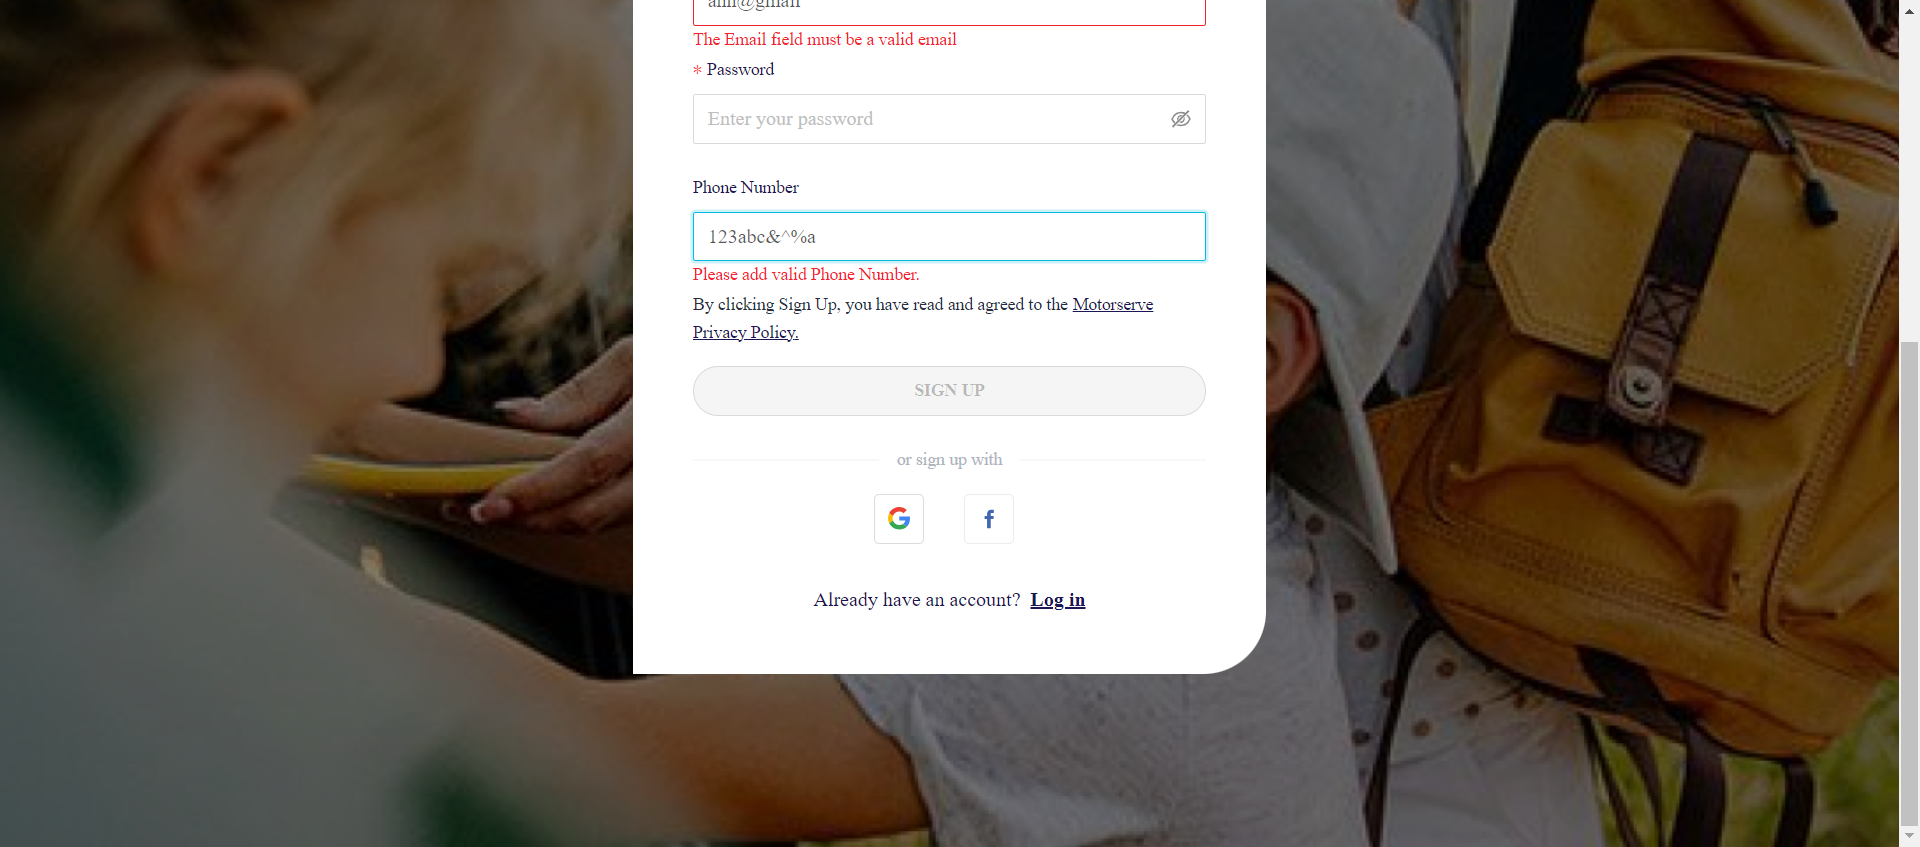 The Email field must be a valid email
* Password
Enter your password
Phone Number
123abc&^%a
Please add valid Phone Number.
By clicking Sign Up, you have read and agreed to the Motorserve
Privacy Policy.
SIGN UP
or sign up with
G f
Already have an account? Log in